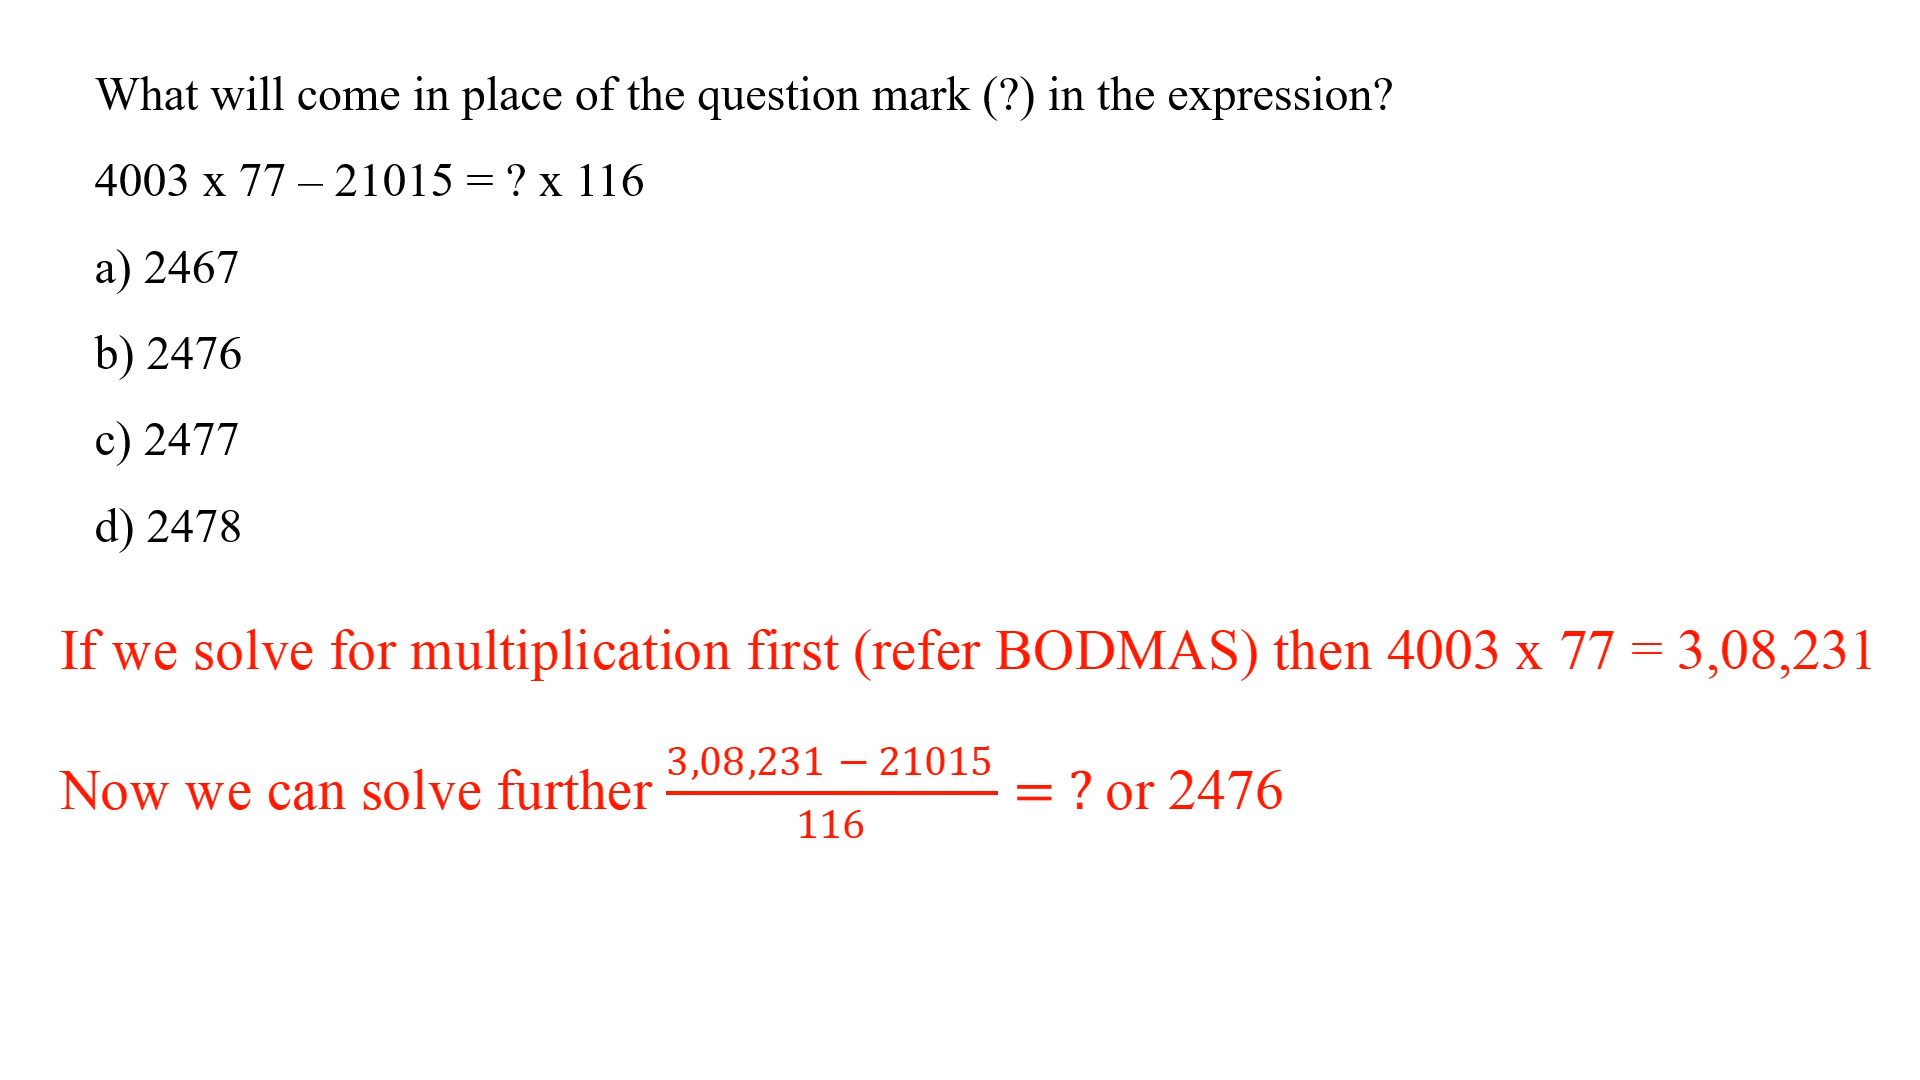 What will come in place of the question mark (?) in the expression?
4003 x 77 – 21015 = ? x 116
a) 2467
b) 2476
c) 2477
d) 2478
If we solve for multiplication first (refer BODMAS) then 4003 x 77 = 3,08,231
Now we can solve further \frac{3,08,231 − 21015}{116} = ? or 2476